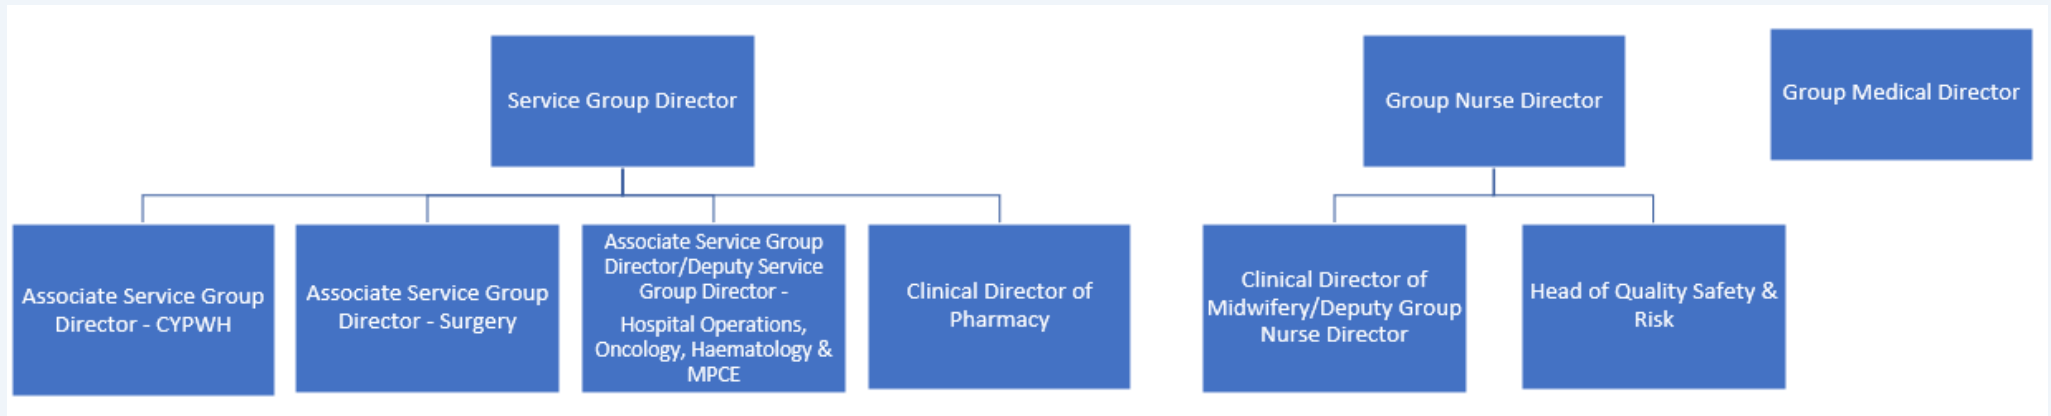 Service Group Director
Group Nurse Director
Group Medical Director
Associate Service Group
Director - CYPWH
Associate Service Group
Director - Surgery
Associate Service Group
Director/Deputy Service
Group Director -
Hospital Operations,
Oncology, Haematology &
MPCE
Clinical Director of
Pharmacy
Clinical Director of
Midwifery/Deputy Group
Nurse Director
Head of Quality Safety &
Risk